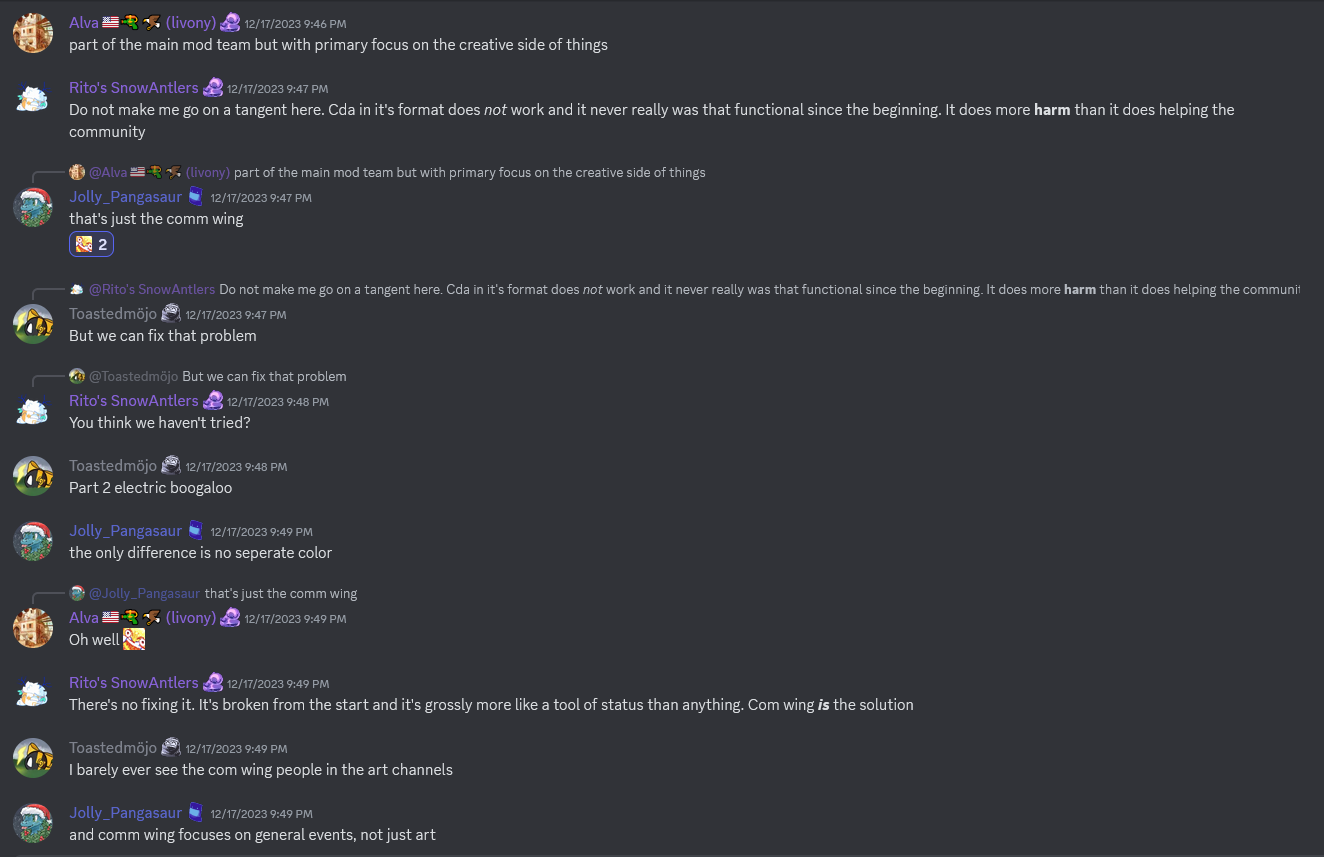 Alva (livony) 12/17/2023 9:46 PM
part of the main mod team but with primary focus on the creative side of things
Rito's SnowAntlers 12/17/2023 9:47 PM
Do not make me go on a tangent here. Cda in it's format does not work and it never really was that functional since the beginning. It does more harm than it does helping the
community
@Alva (livony) part of the main mod team but with primary focus on the creative side of things
Jolly_Pangasaur 12/17/2023 9:47 PM
that's just the comm wing
2
@Rito's SnowAntlers Do not make me go on a tangent here. Cda in it's format does not work and it never really was that functional since the beginning. It does more harm than it does helping the communit
Toastedmöjo 12/17/2023 9:47 PM
But we can fix that problem
@Toastedmöjo But we can fix that problem
Rito's SnowAntlers 12/17/2023 9:48 PM
You think we haven't tried?
Toastedmöjo 12/17/2023 9:48 PM
Part 2 electric boogaloo
Jolly_Pangasaur 12/17/2023 9:49 PM
the only difference is no seperate color
@Jolly_Pangasaur that's just the comm wing
Alva (livony) 12/17/2023 9:49 PM
Oh well
Rito's SnowAntlers 12/17/2023 9:49 PM
There's no fixing it. It's broken from the start and it's grossly more like a tool of status than anything. Com wing is the solution
Toastedmöjo 12/17/2023 9:49 PM
I barely ever see the com wing people in the art channels
Jolly_Pangasaur 12/17/2023 9:49 PM
and comm wing focuses on general events, not just art